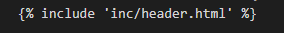 {% include 'inc/header.html' %}